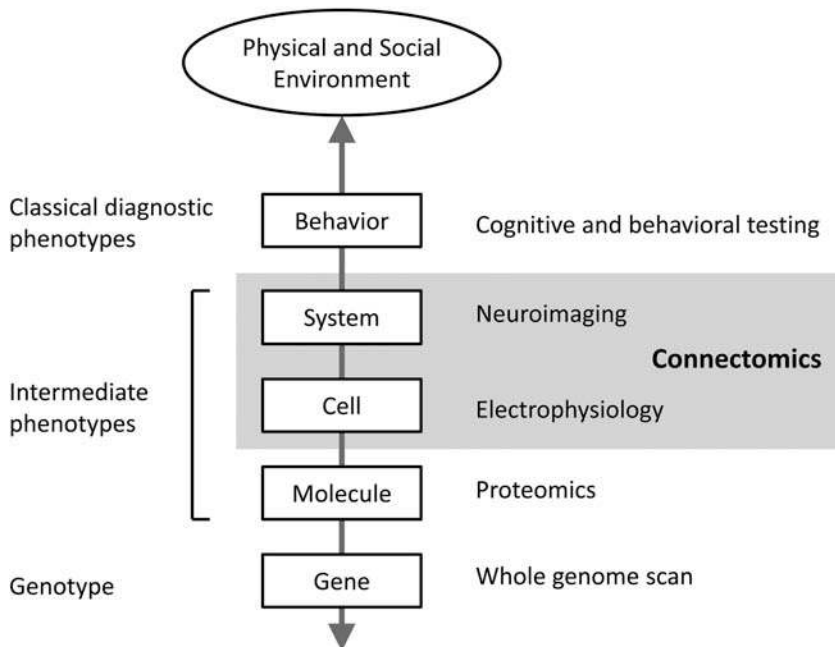 Physical and Social
Environment
Classical diagnostic
phenotypes
Behavior
Cognitive and behavioral testing
System
Neuroimaging
Connectomics
Intermediate
phenotypes
Cell
Electrophysiology
Molecule
Proteomics
Genotype
Gene
Whole genome scan